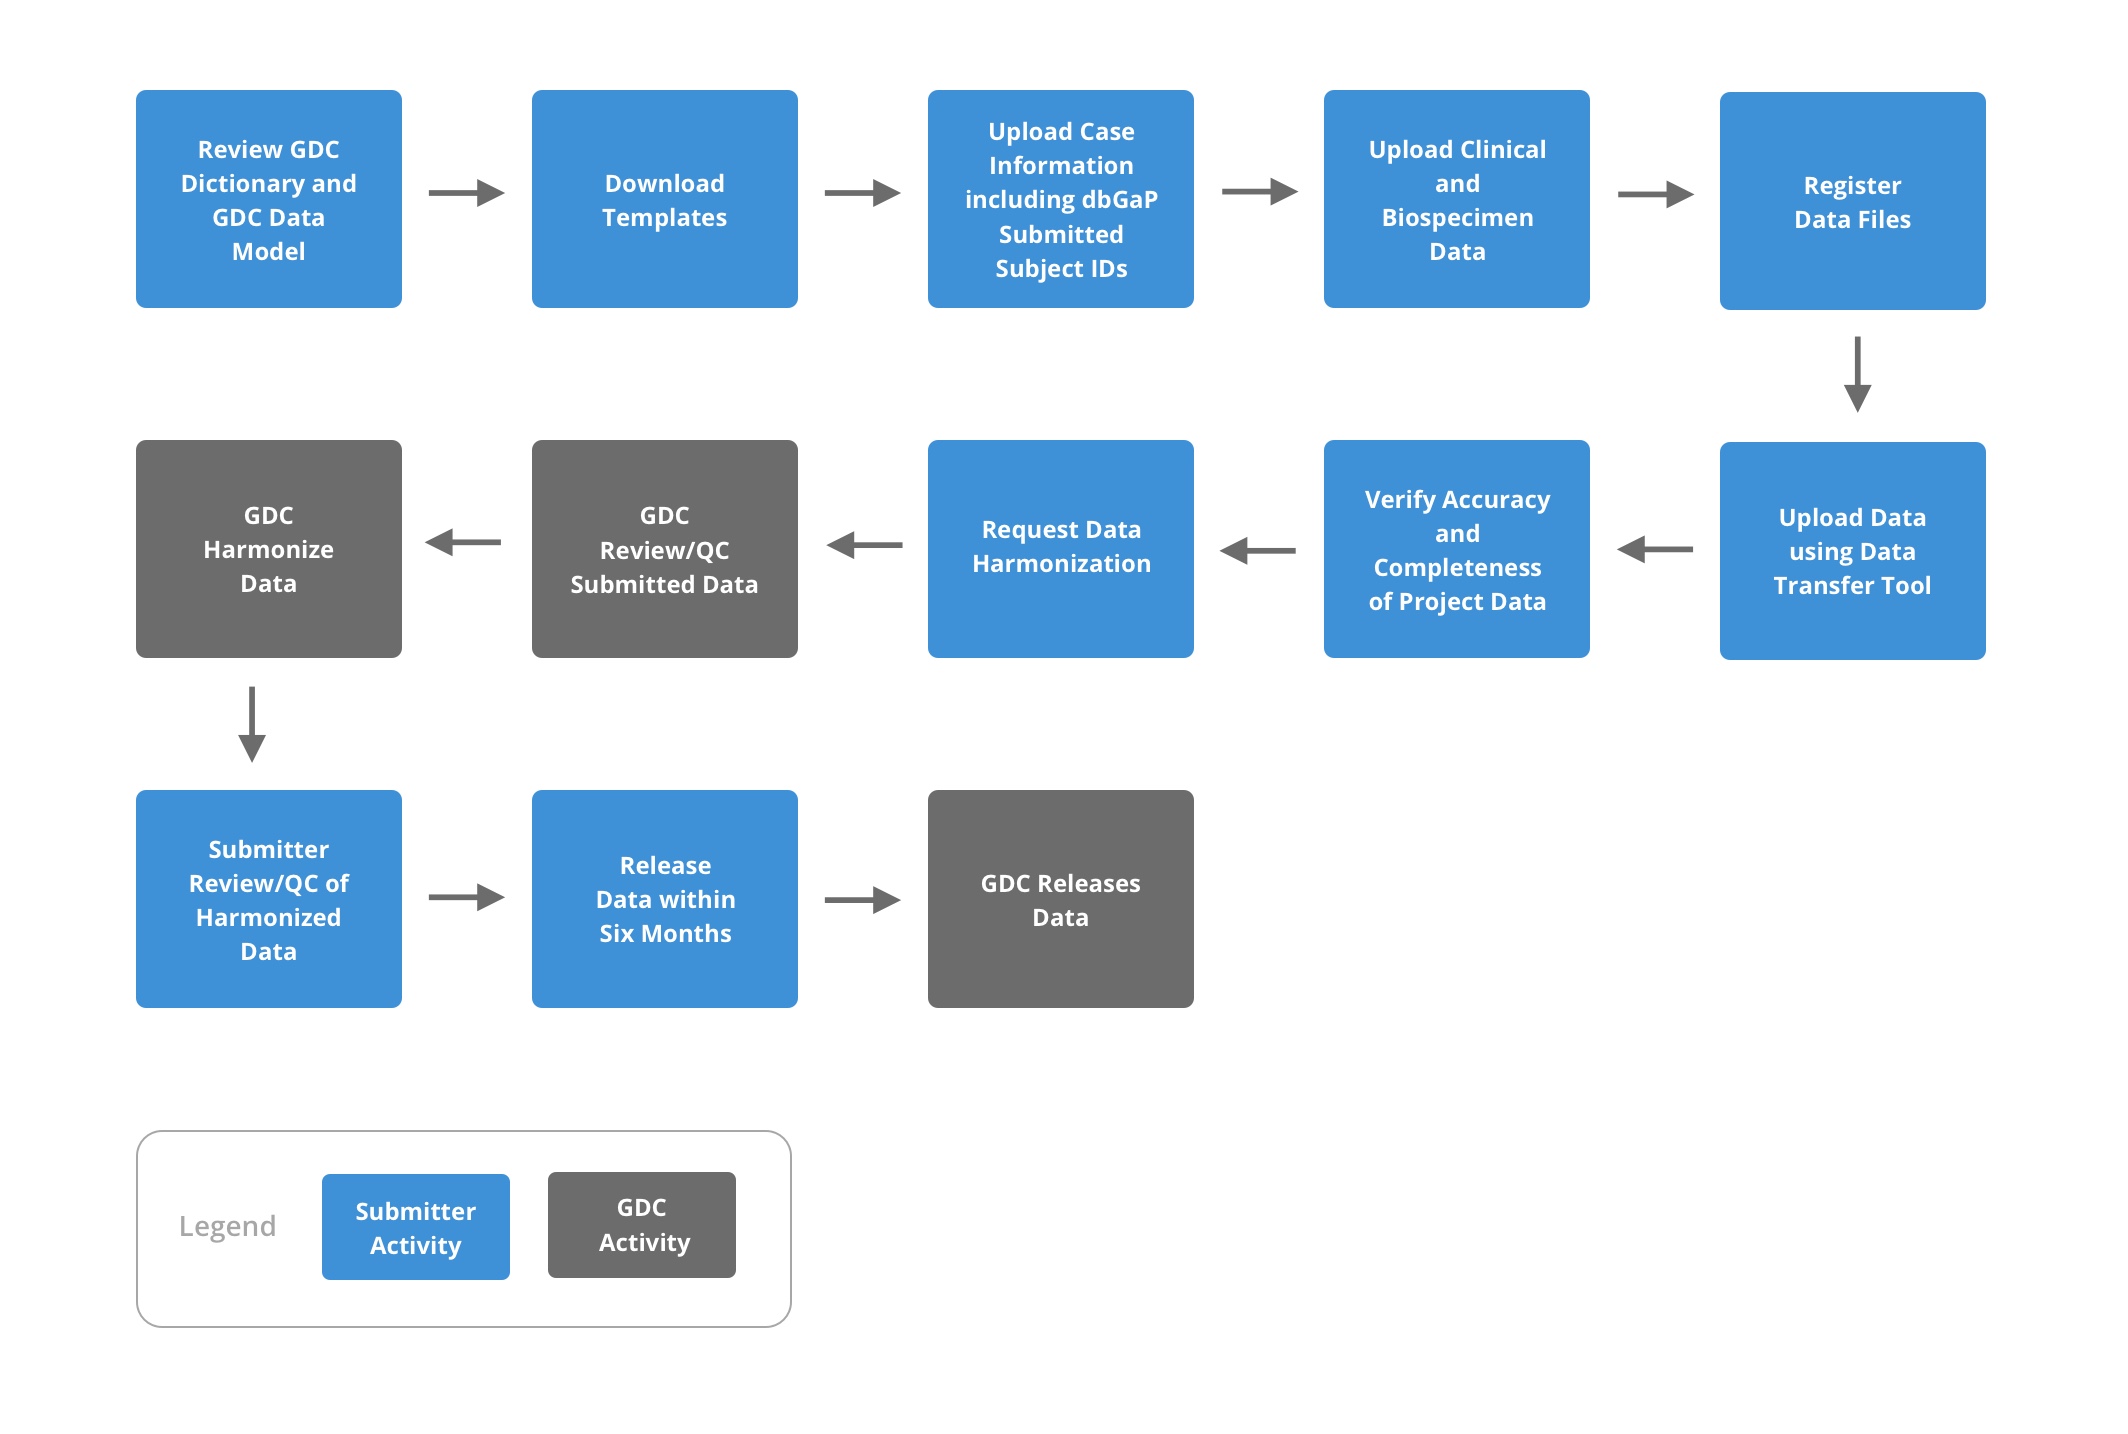 Review GDC
Dictionary and
GDC Data
Model
Download
Templates
Upload Case
Information
including dbGaP
Submitted
Subject IDs
Upload Clinical
and
Biospecimen
Data
Register
Data Files
GDC
Harmonize
Data
GDC
Review/QC
Submitted Data
Request Data
Harmonization
Verify Accuracy
and
Completeness
of Project Data
Upload Data
using Data
Transfer Tool
Submitter
Review/QC of
Harmonized
Data
Release
Data within
Six Months
GDC Releases
Data
Legend
Submitter
Activity
GDC
Activity